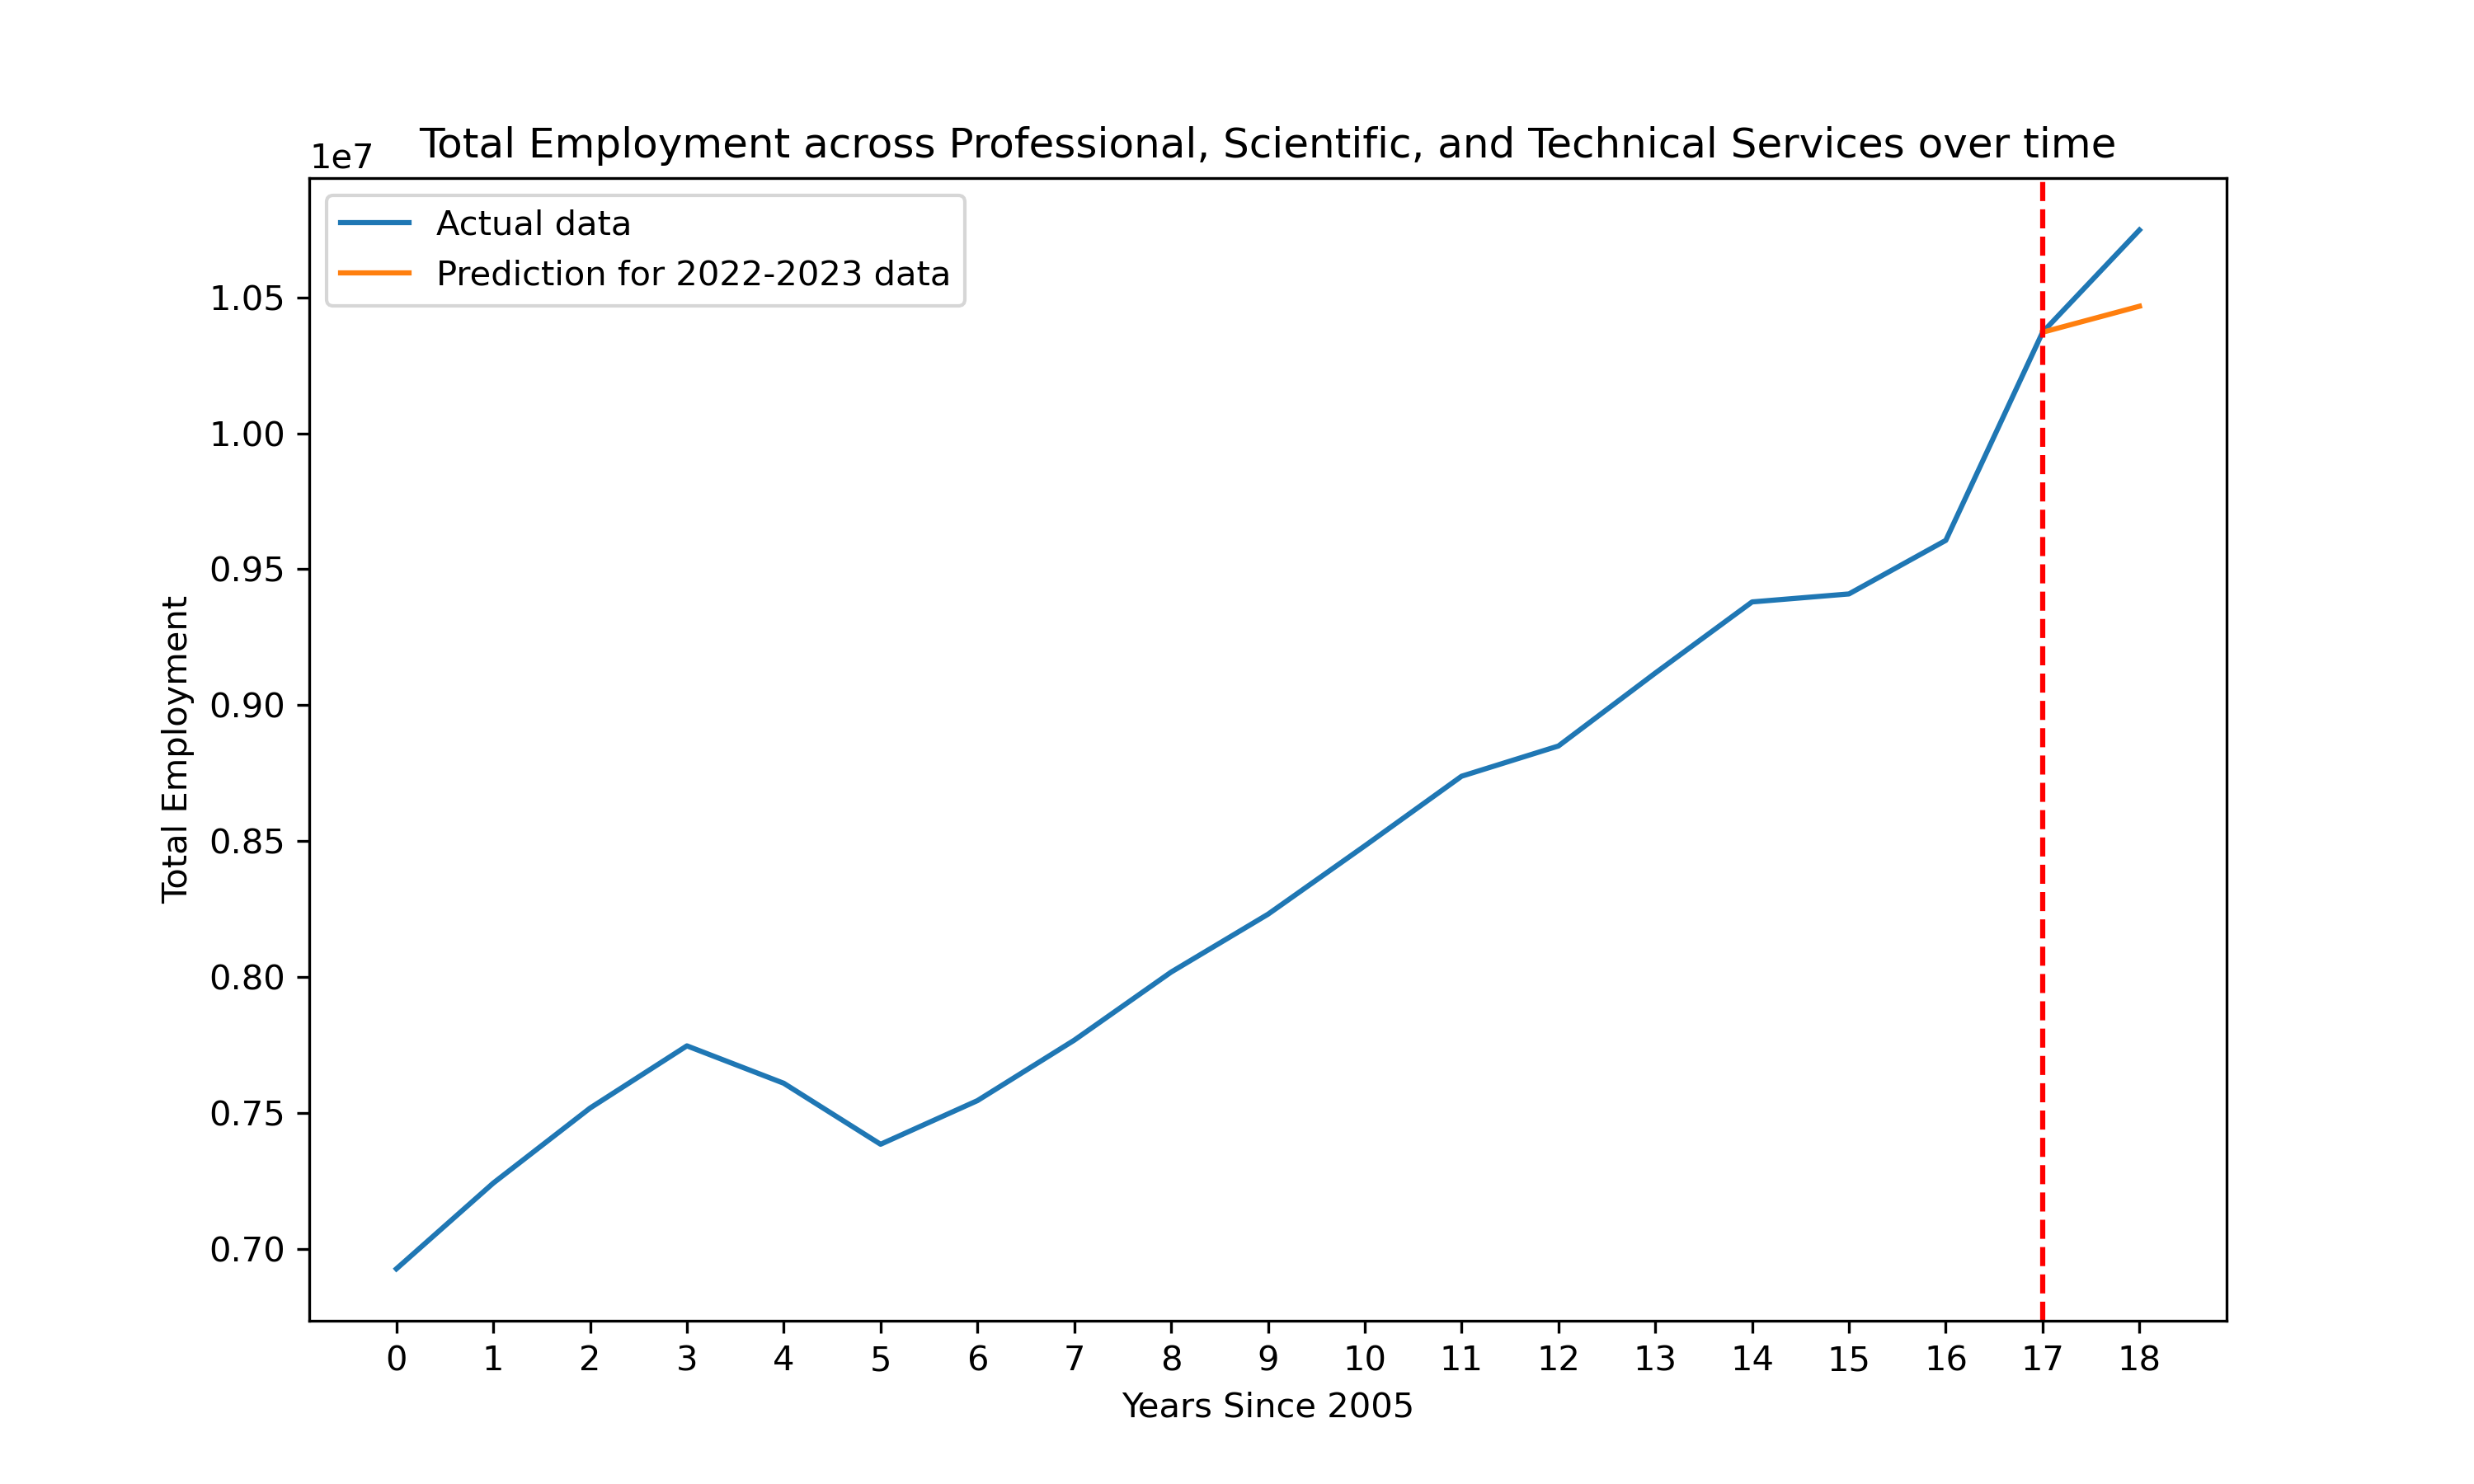 Total Employment across Professional, Scientific, and Technical Services over time
1e7
Actual data
Prediction for 2022-2023 data
1.05
1.00
0.95
0.90
0.85
0.80
0.75
0.70
Total Employment
0 1 2 3 4 5 6 7 8 9 10 11 12 13 14 15 16 17 18
Years Since 2005